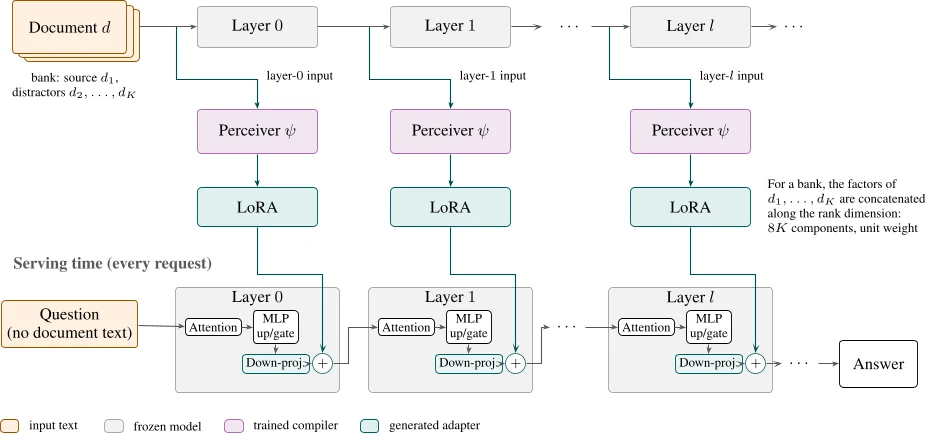 Document d
Layer 0
Layer 1
· · ·
Layer l
· · ·
bank: source d₁,
distractors d₂, . . . , d_K
layer-0 input
layer-1 input
layer-l input
Perceiver ψ
Perceiver ψ
Perceiver ψ
LoRA
LoRA
LoRA
For a bank, the factors of
d₁, . . . , d_K are concatenated
along the rank dimension:
8K components, unit weight
Serving time (every request)
Question
(no document text)
Layer 0
Attention
MLP
up/gate
Down-proj.
+
Layer 1
Attention
MLP
up/gate
Down-proj.
+
· · ·
Layer l
Attention
MLP
up/gate
Down-proj.
+
· · ·
Answer
input text
frozen model
trained compiler
generated adapter